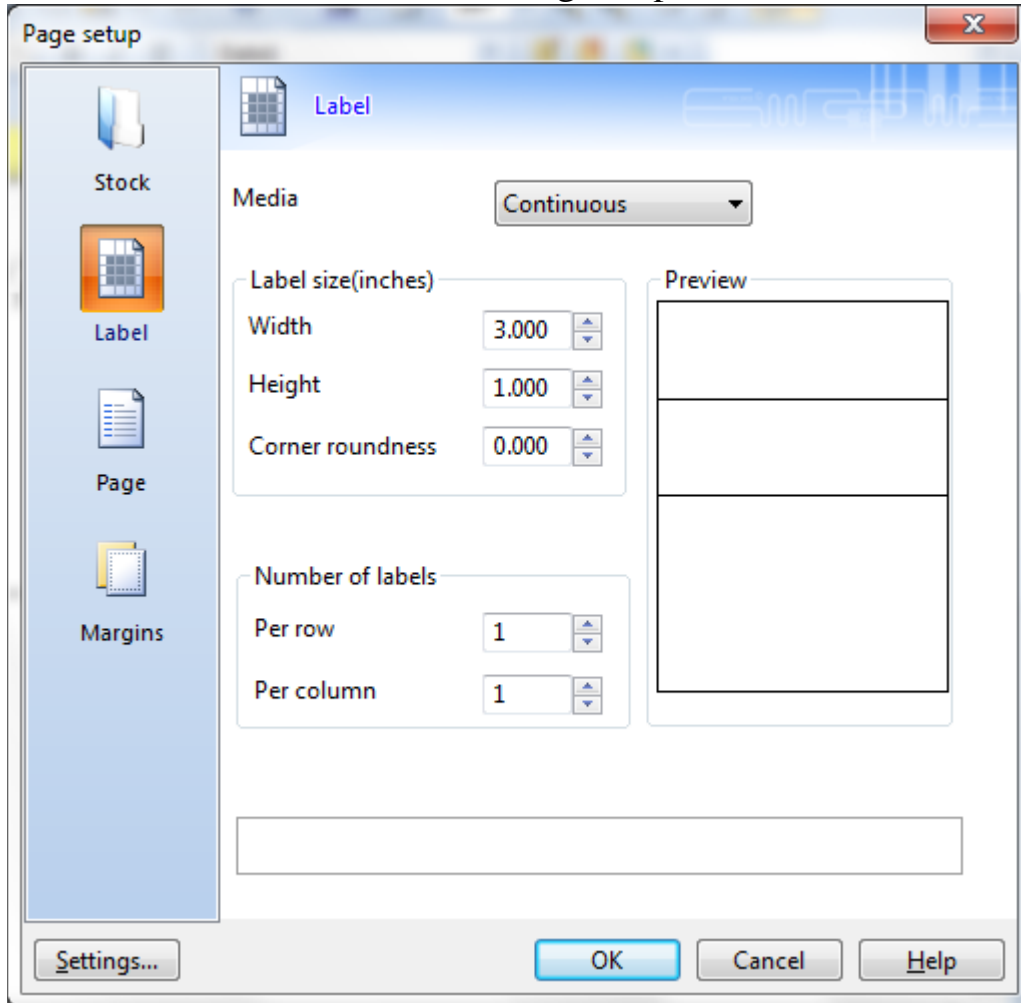 Page setup
Label
Stock
Media
Continuous
Label size(inches)
Preview
Width
3.000
Label
Height
1.000
Corner roundness
0.000
Page
Number of labels
Per row
1
Margins
Per column
1
Settings...
OK
Cancel
Help